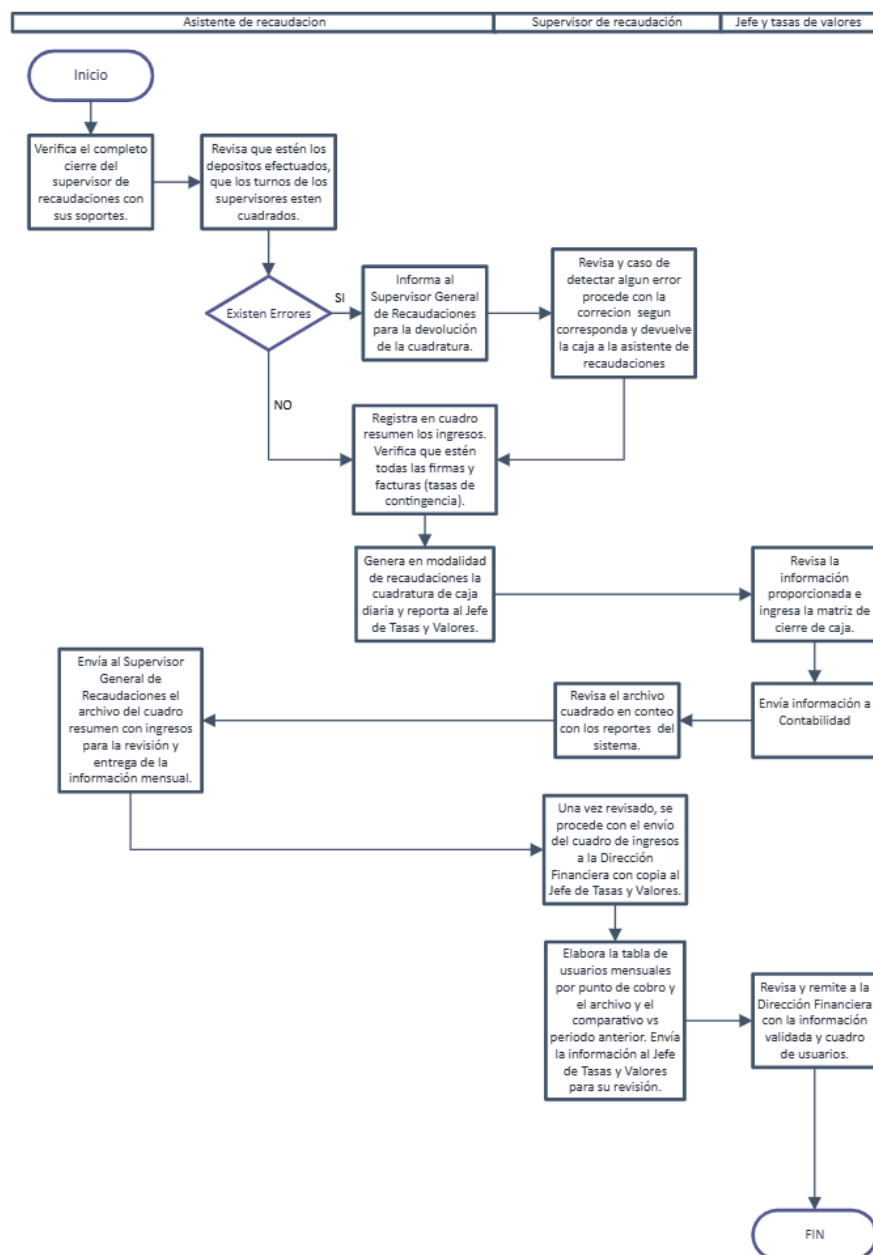 Asistente de recaudacion
Supervisor de recaudación
Jefe y tasas de valores
Inicio
Verifica el completo
cierre del
supervisor de
recaudaciones con
sus soportes.
Revisa que estén los
depositos efectuados,
que los turnos de los
supervisores esten
cuadrados.
Existen Errores
SI
Informa al
Supervisor General
de Recaudaciones
para la devolución
de la cuadratura.
Revisa y caso de
detectar algun error
procede con la
correcion segun
corresponda y devuelve
la caja a la asistente de
recaudaciones
NO
Registra en cuadro
resumen los ingresos.
Verifica que estén
todas las firmas y
facturas (tasas de
contingencia).
Genera en modalidad
de recaudaciones la
cuadratura de caja
diaria y reporta al Jefe
de Tasas y Valores.
Revisa la
información
proporcionada e
ingresa la matriz de
cierre de caja.
Envía información a
Contabilidad
Revisa el archivo
cuadrado en conteo
con los reportes del
sistema.
Envía al Supervisor
General de
Recaudaciones el
archivo del cuadro
resumen con ingresos
para la revisión y
entrega de la
información mensual.
Una vez revisado, se
procede con el envío
del cuadro de ingresos
a la Dirección
Financiera con copia al
Jefe de Tasas y Valores.
Elabora la tabla de
usuarios mensuales
por punto de cobro y
el archivo y el
comparativo vs
periodo anterior. Envía
la información al Jefe
de Tasas y Valores
para su revisión.
Revisa y remite a la
Dirección Financiera
con la información
validada y cuadro
de usuarios.
FIN